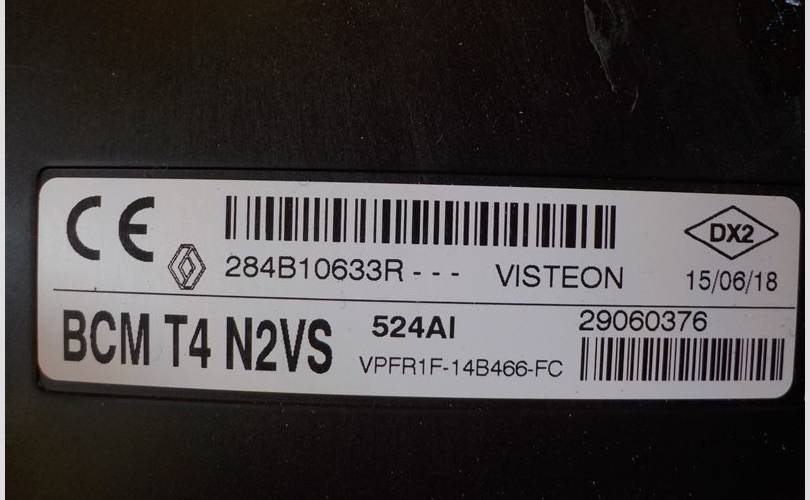 CE 284B10633R - - - VISTEON DX2 15/06/18
BCM T4 N2VS 524AI VPFR1F-14B466-FC 29060376